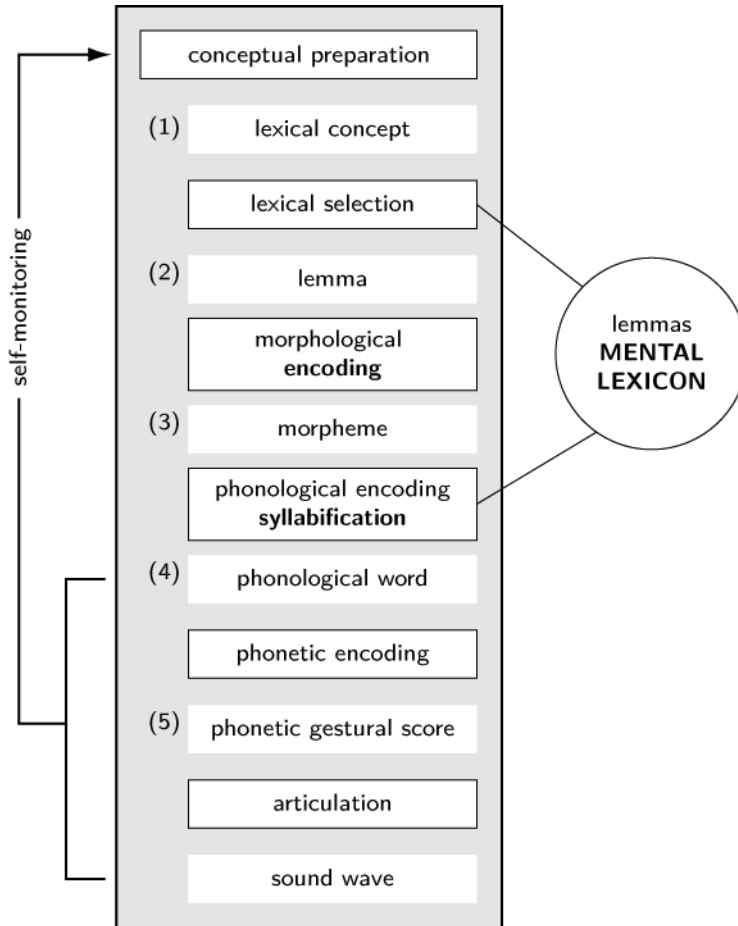 conceptual preparation
(1) lexical concept
lexical selection
(2) lemma
morphological
encoding
(3) morpheme
phonological encoding
syllabification
(4) phonological word
phonetic encoding
(5) phonetic gestural score
articulation
sound wave
self-monitoring
lemmas
MENTAL
LEXICON